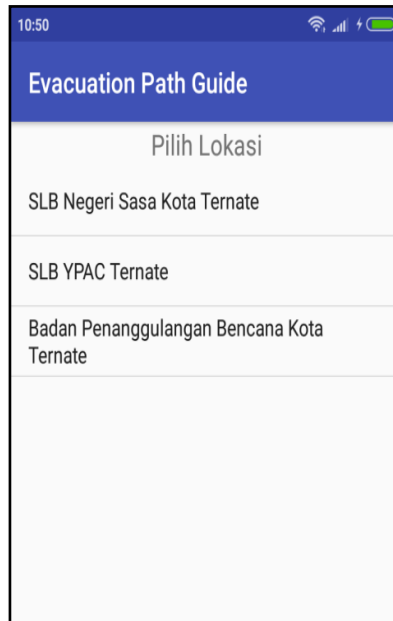 10:50
Evacuation Path Guide
Pilih Lokasi
SLB Negeri Sasa Kota Ternate
SLB YPAC Ternate
Badan Penanggulangan Bencana Kota
Ternate